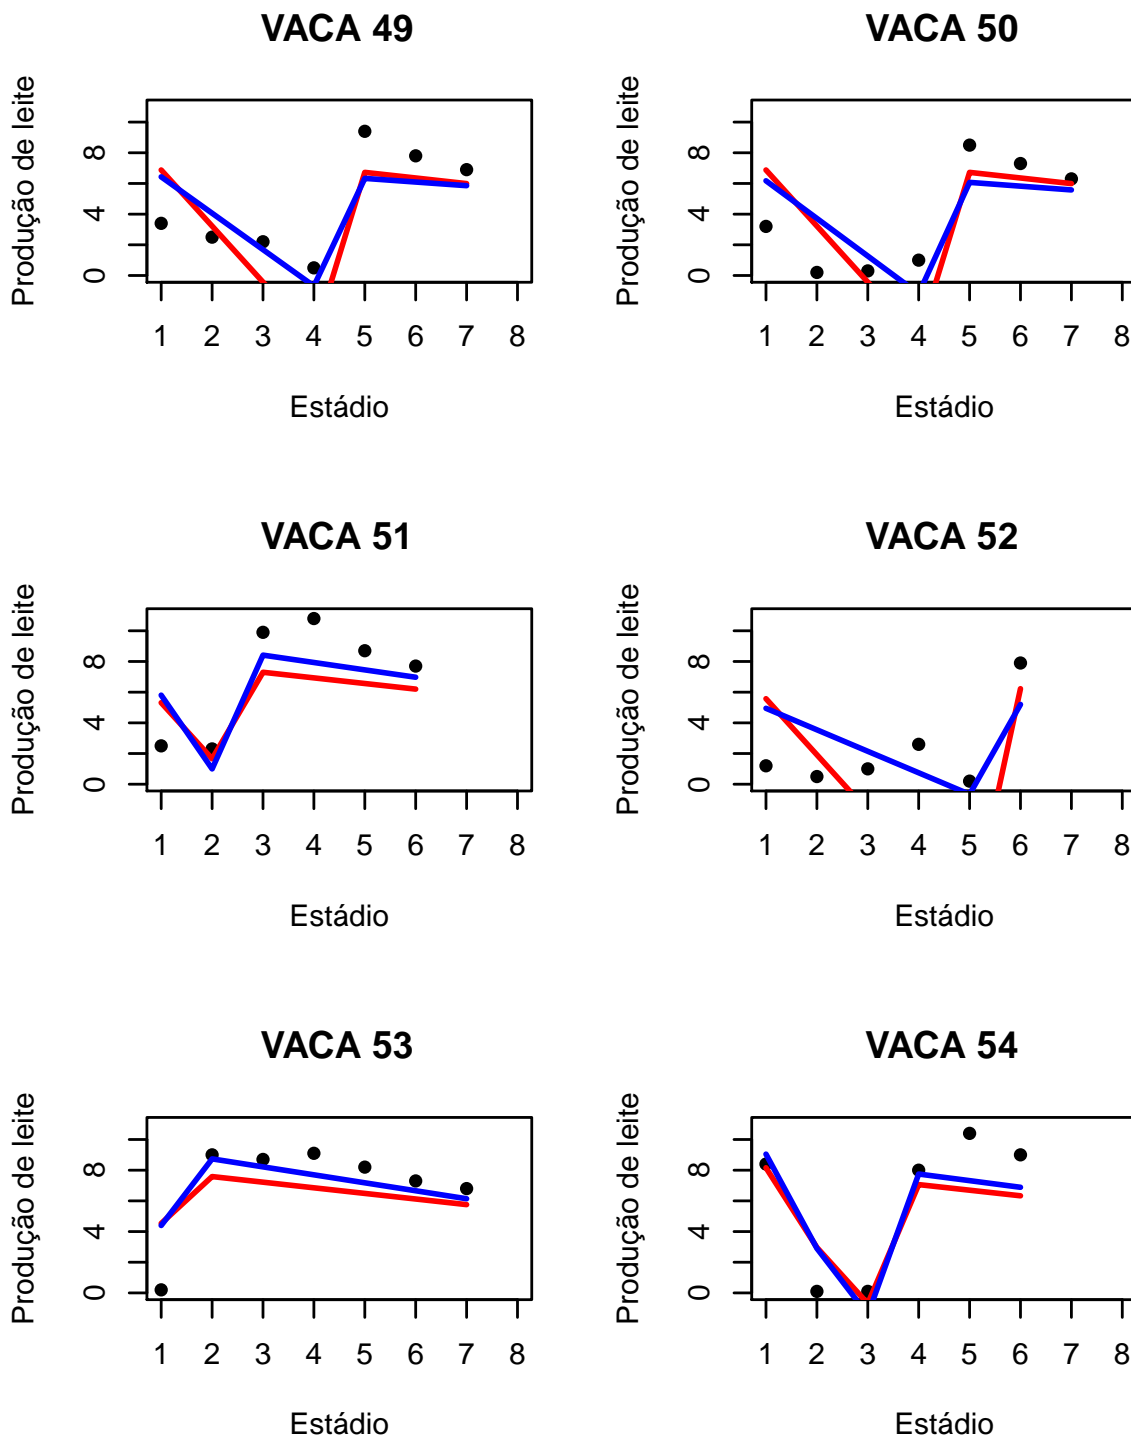 VACA 49
Produção de leite
0 4 8
1 2 3 4 5 6 7 8
Estádio
VACA 50
Produção de leite
0 4 8
1 2 3 4 5 6 7 8
Estádio
VACA 51
Produção de leite
0 4 8
1 2 3 4 5 6 7 8
Estádio
VACA 52
Produção de leite
0 4 8
1 2 3 4 5 6 7 8
Estádio
VACA 53
Produção de leite
0 4 8
1 2 3 4 5 6 7 8
Estádio
VACA 54
Produção de leite
0 4 8
1 2 3 4 5 6 7 8
Estádio